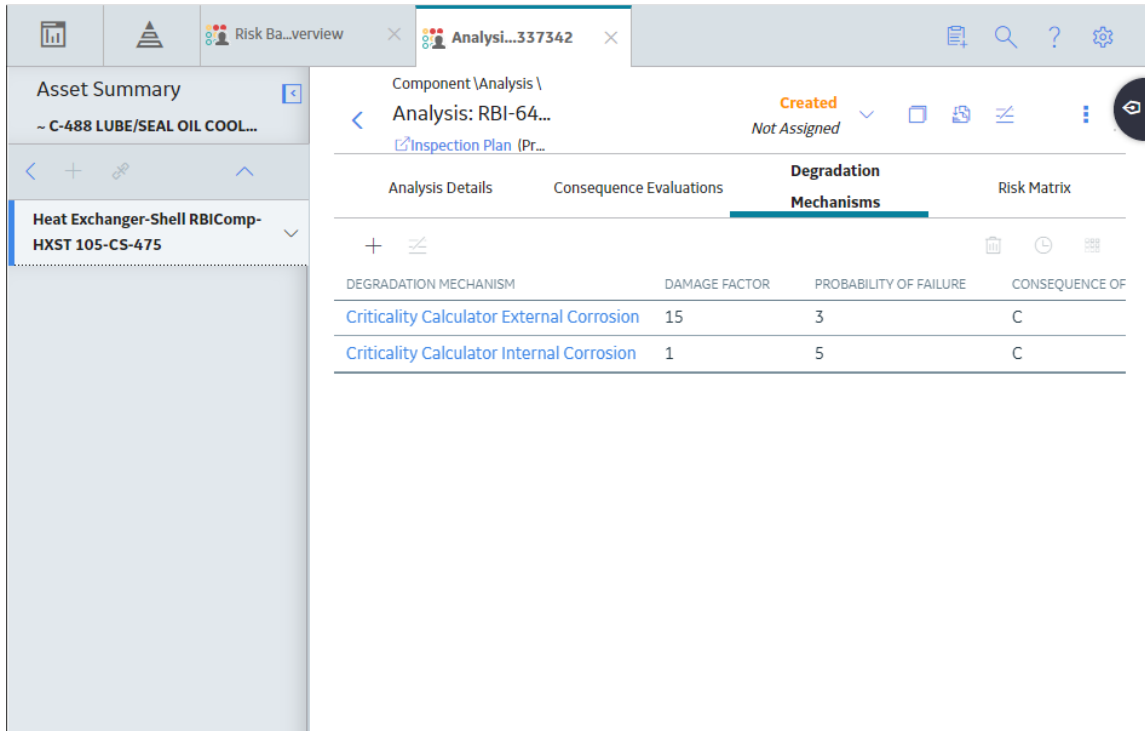 Risk Ba...verview
Analysi...337342
Asset Summary
~ C-488 LUBE/SEAL OIL COOL...
Heat Exchanger-Shell RBIComp-
HXST 105-CS-475
Component \Analysis \
Analysis: RBI-64...
Inspection Plan (Pr...
Created
Not Assigned
Analysis Details
Consequence Evaluations
Degradation
Mechanisms
Risk Matrix
DEGRADATION MECHANISM DAMAGE FACTOR PROBABILITY OF FAILURE CONSEQUENCE OF
Criticality Calculator External Corrosion 15 3 C
Criticality Calculator Internal Corrosion 1 5 C